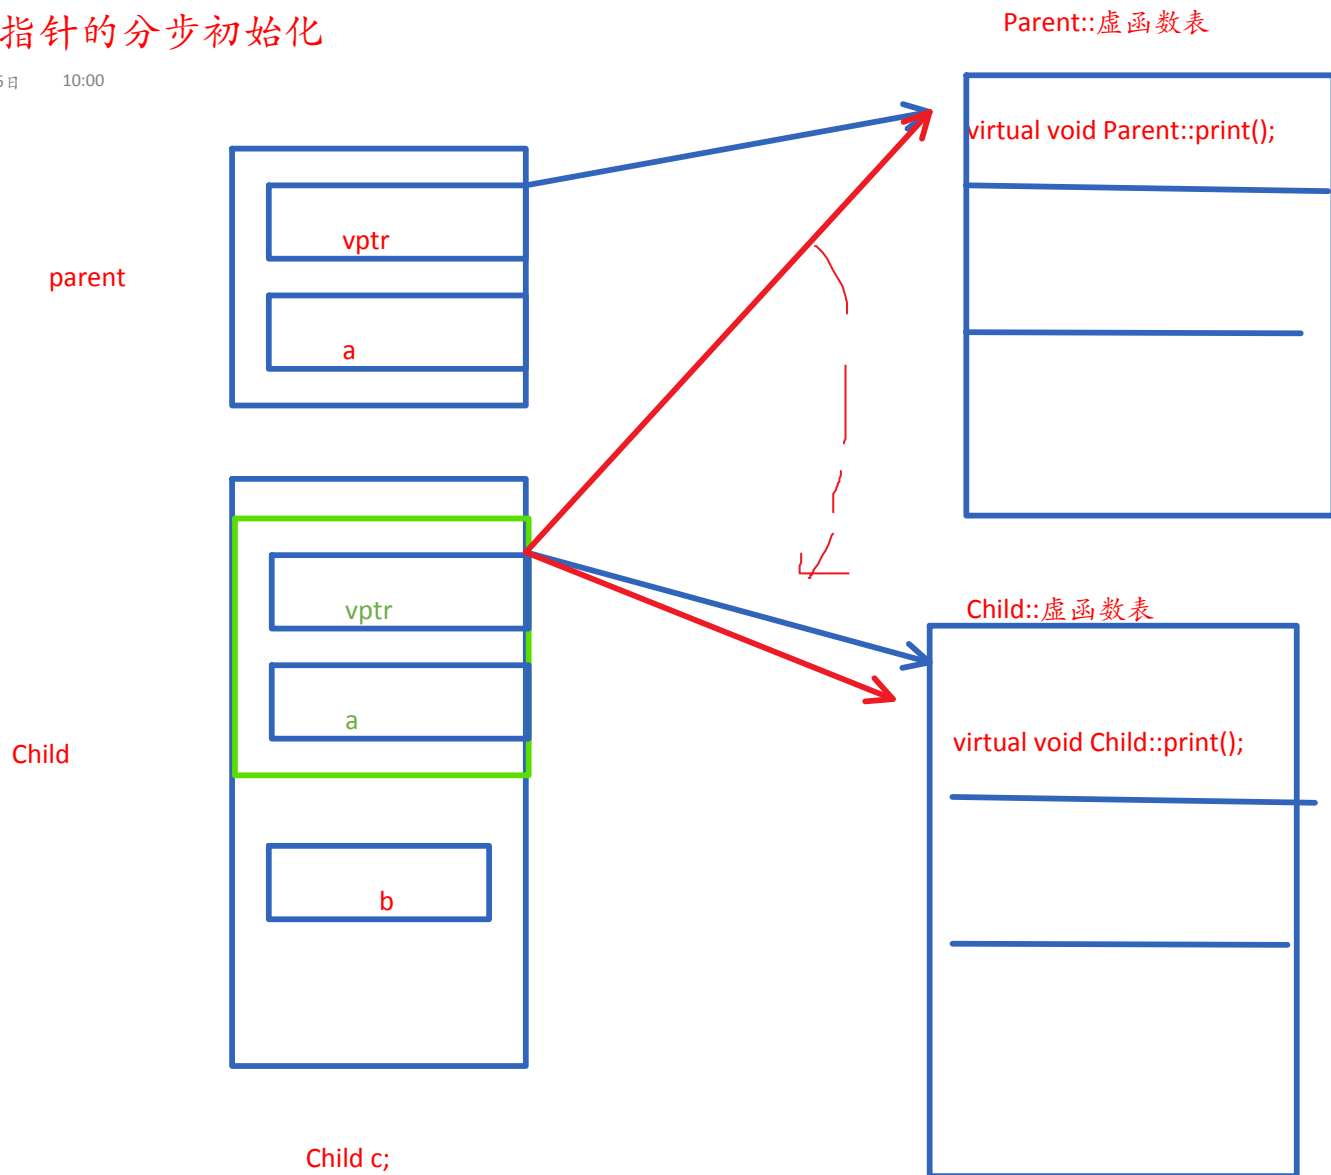 指针的分步初始化
Parent::虚函数表
日 10:00
virtual void Parent::print();
vptr
parent
a
Child::虚函数表
vptr
a
virtual void Child::print();
Child
b
Child c;